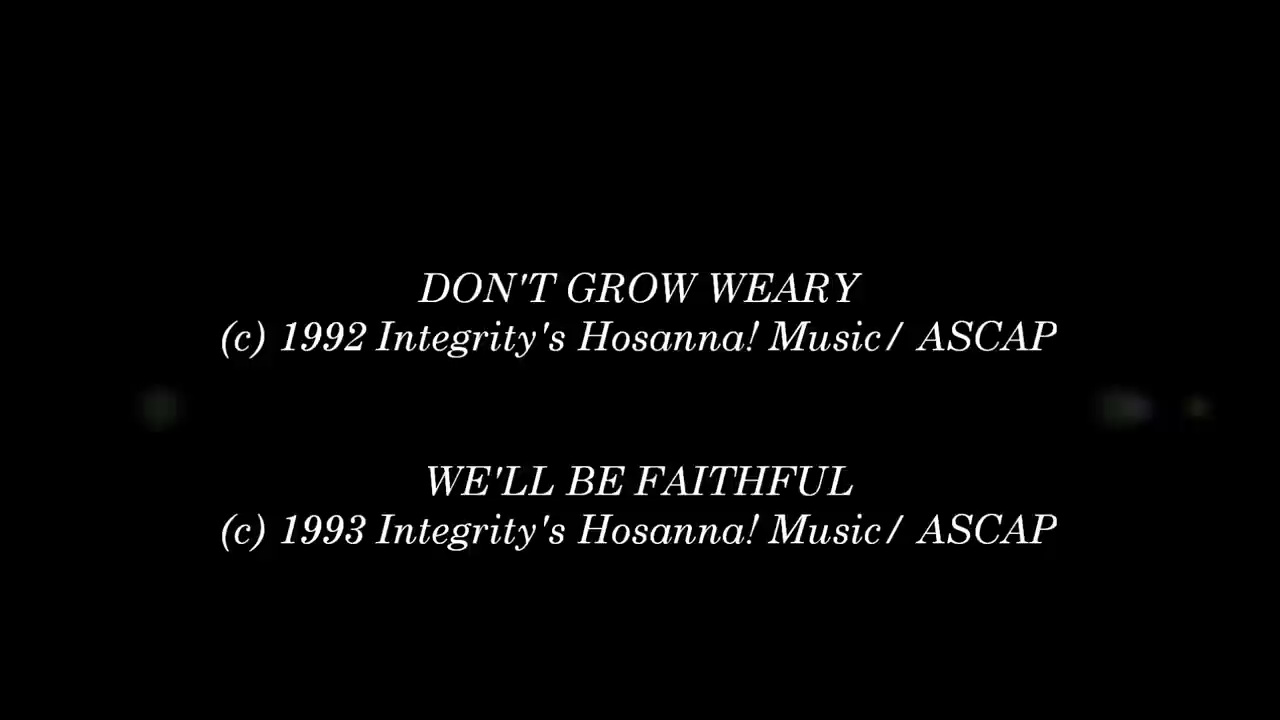 DON'T GROW WEARY
(c) 1992 Integrity's Hosanna! Music/ ASCAP
WE'LL BE FAITHFUL
(c) 1993 Integrity's Hosanna! Music/ ASCAP